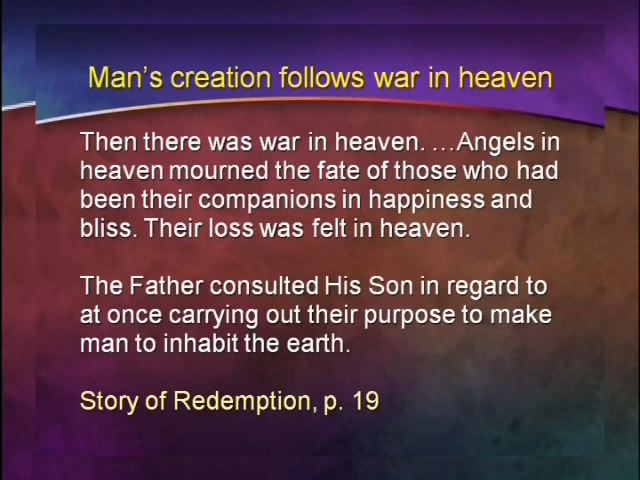 Man’s creation follows war in heaven
Then there was war in heaven. …Angels in
heaven mourned the fate of those who had
been their companions in happiness and
bliss. Their loss was felt in heaven.
The Father consulted His Son in regard to
at once carrying out their purpose to make
man to inhabit the earth.
Story of Redemption, p. 19